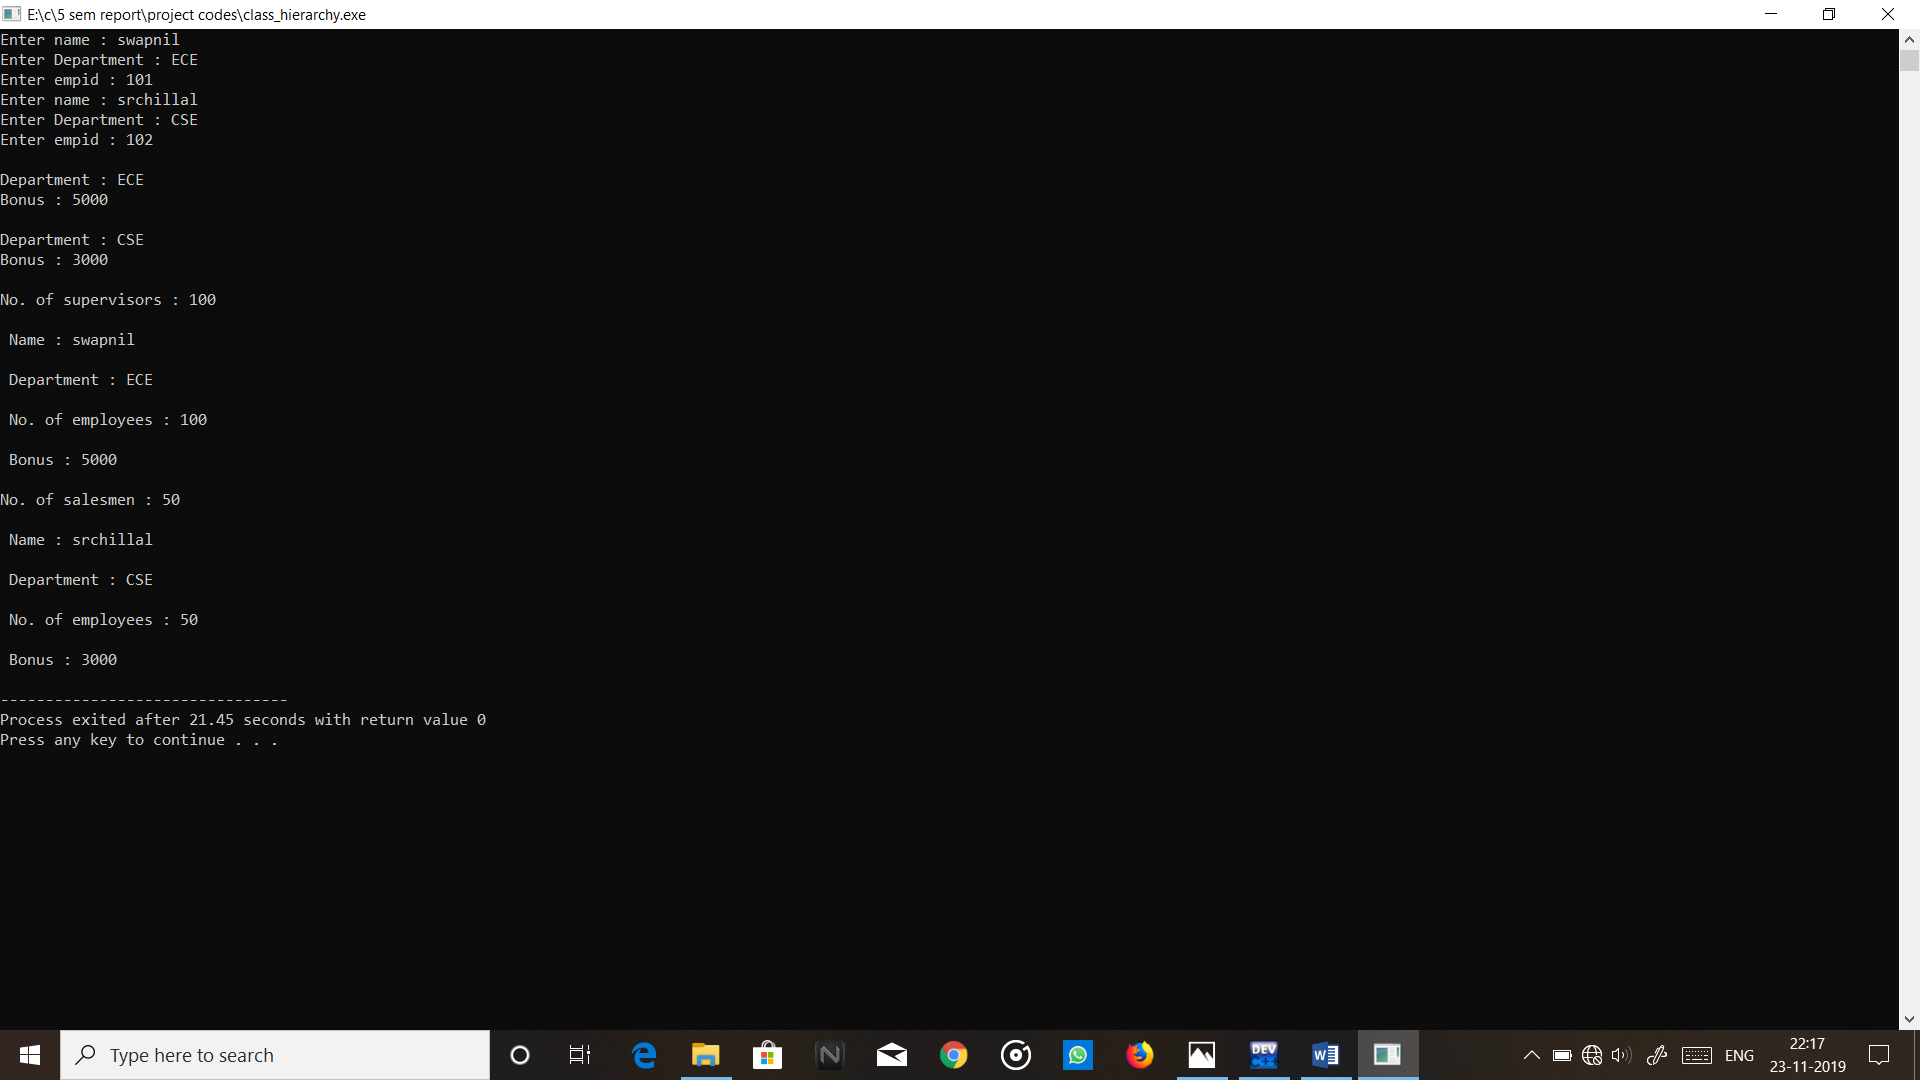 E:\c\5 sem report\project codes\class_hierarchy.exe
Enter name : swapnil
Enter Department : ECE
Enter empid : 101
Enter name : srchillal
Enter Department : CSE
Enter empid : 102
Department : ECE
Bonus : 5000
Department : CSE
Bonus : 3000
No. of supervisors : 100
Name : swapnil
Department : ECE
No. of employees : 100
Bonus : 5000
No. of salesmen : 50
Name : srchillal
Department : CSE
No. of employees : 50
Bonus : 3000
--------------------------------
Process exited after 21.45 seconds with return value 0
Press any key to continue . . .
Type here to search
N
DEV
C++
W
ENG
22:17
23-11-2019